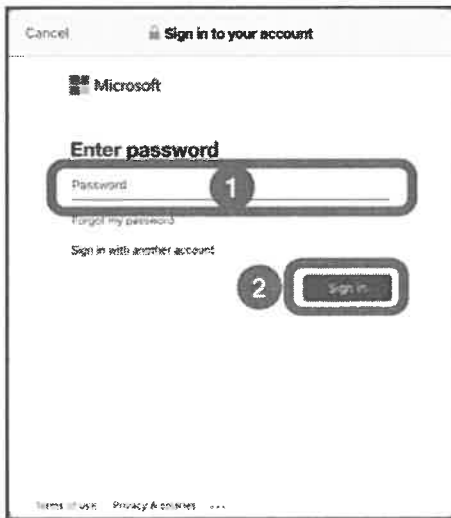 Cancel Sign in to your account
Microsoft
Enter password
Password 1
Forgot my password
Sign in with another account
2 Sign in
Terms of use Privacy & cookies ...